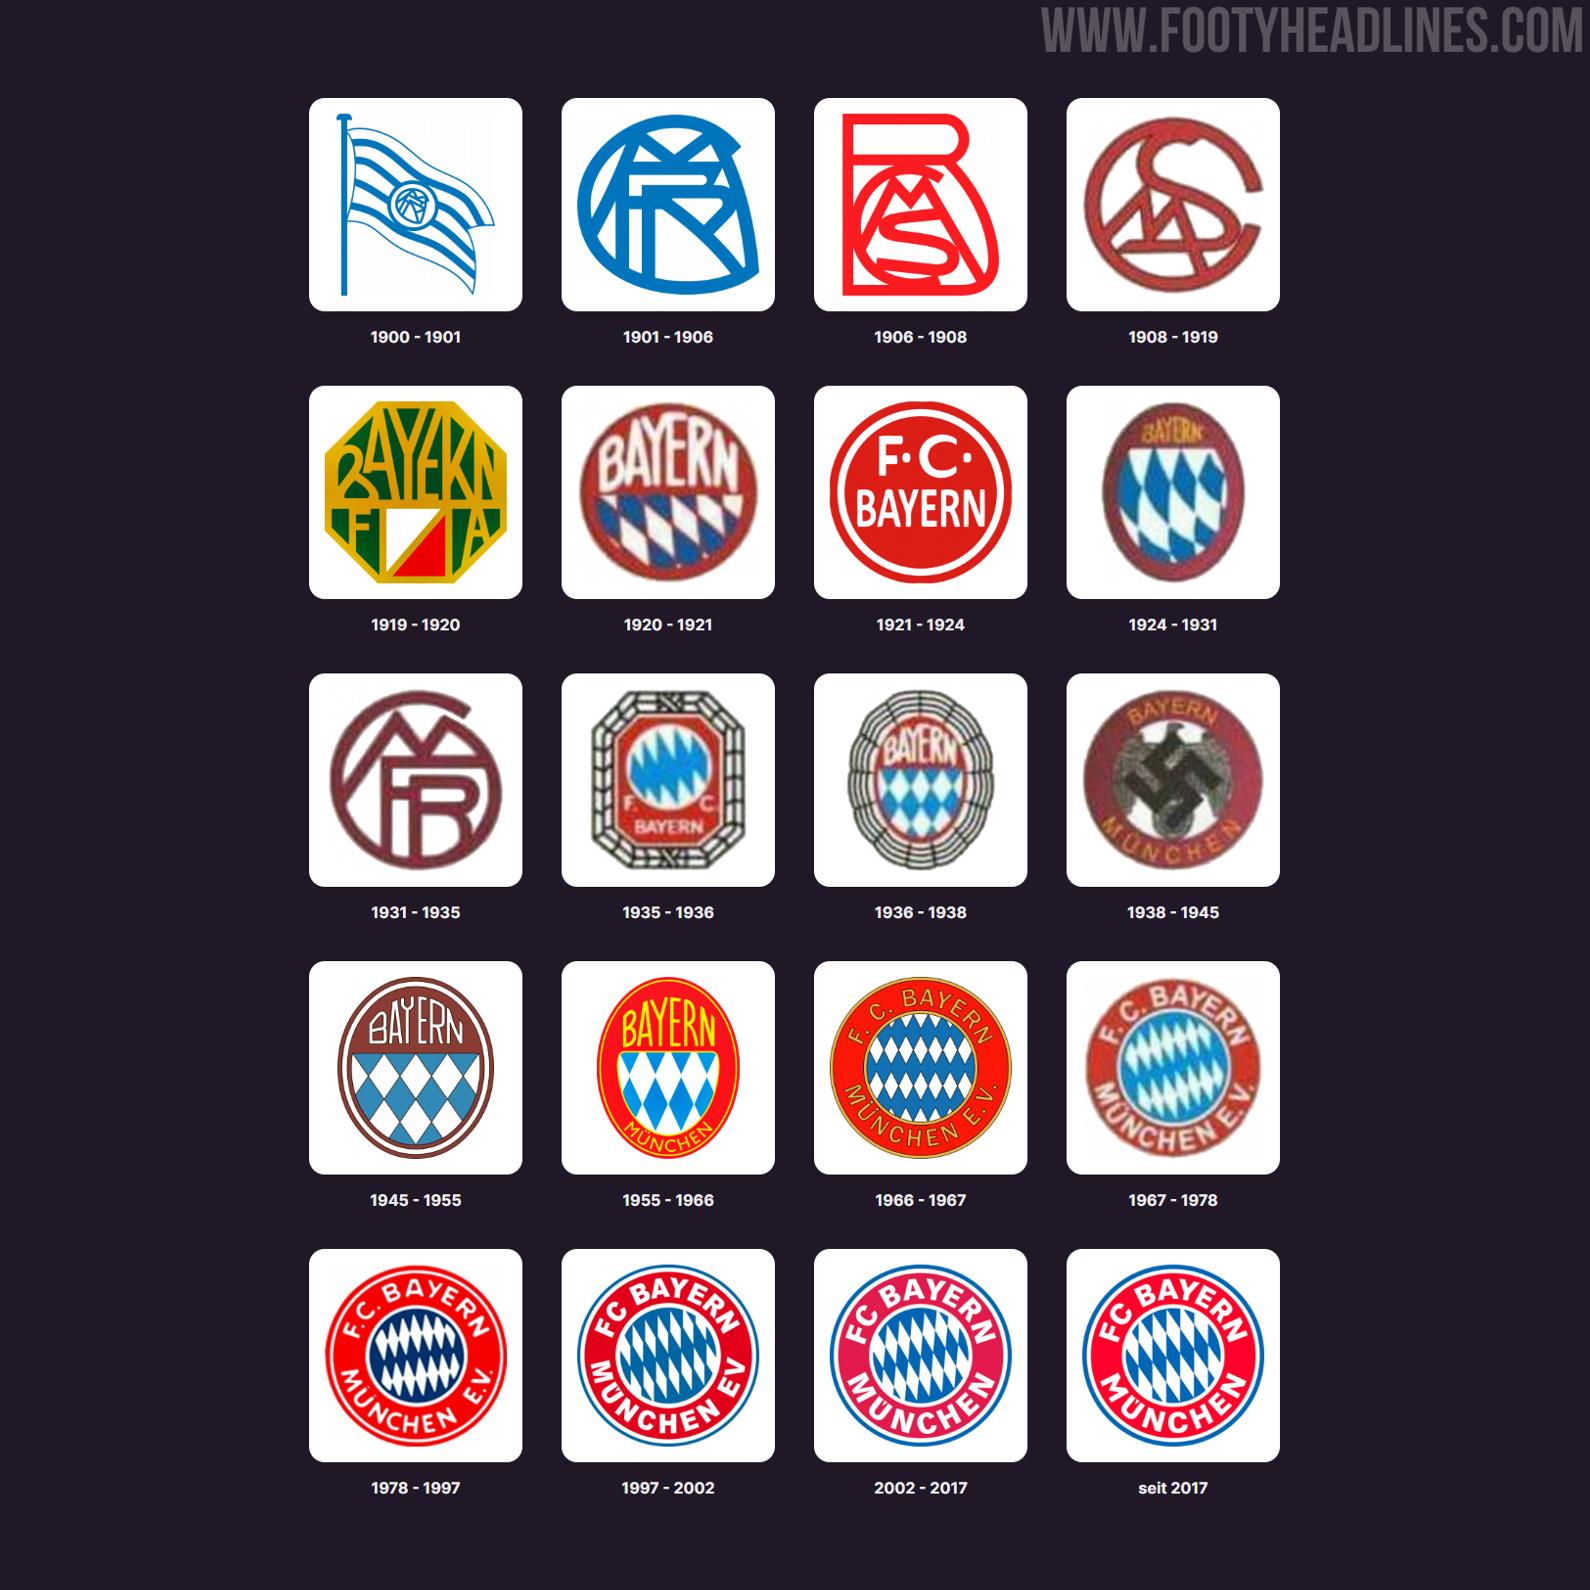 WWW.FOOTYHEADLINES.COM
1900 - 1901
1901 - 1906
1906 - 1908
1908 - 1919
BAYERN
F A
1919 - 1920
BAYERN
1920 - 1921
F.C.
BAYERN
1921 - 1924
BAYERN
1924 - 1931
1931 - 1935
F. C.
BAYERN
1935 - 1936
BAYERN
1936 - 1938
BAYERN
MÜNCHEN
1938 - 1945
BAYERN
1945 - 1955
BAYERN
MÜNCHEN
1955 - 1966
F. C. BAYERN
MÜNCHEN E.V.
1966 - 1967
F. C. BAYERN
MÜNCHEN E.V.
1967 - 1978
F.C. BAYERN
MÜNCHEN E.V.
1978 - 1997
FC BAYERN
MÜNCHEN EV
1997 - 2002
FC BAYERN
MÜNCHEN
2002 - 2017
FC BAYERN
MÜNCHEN
seit 2017